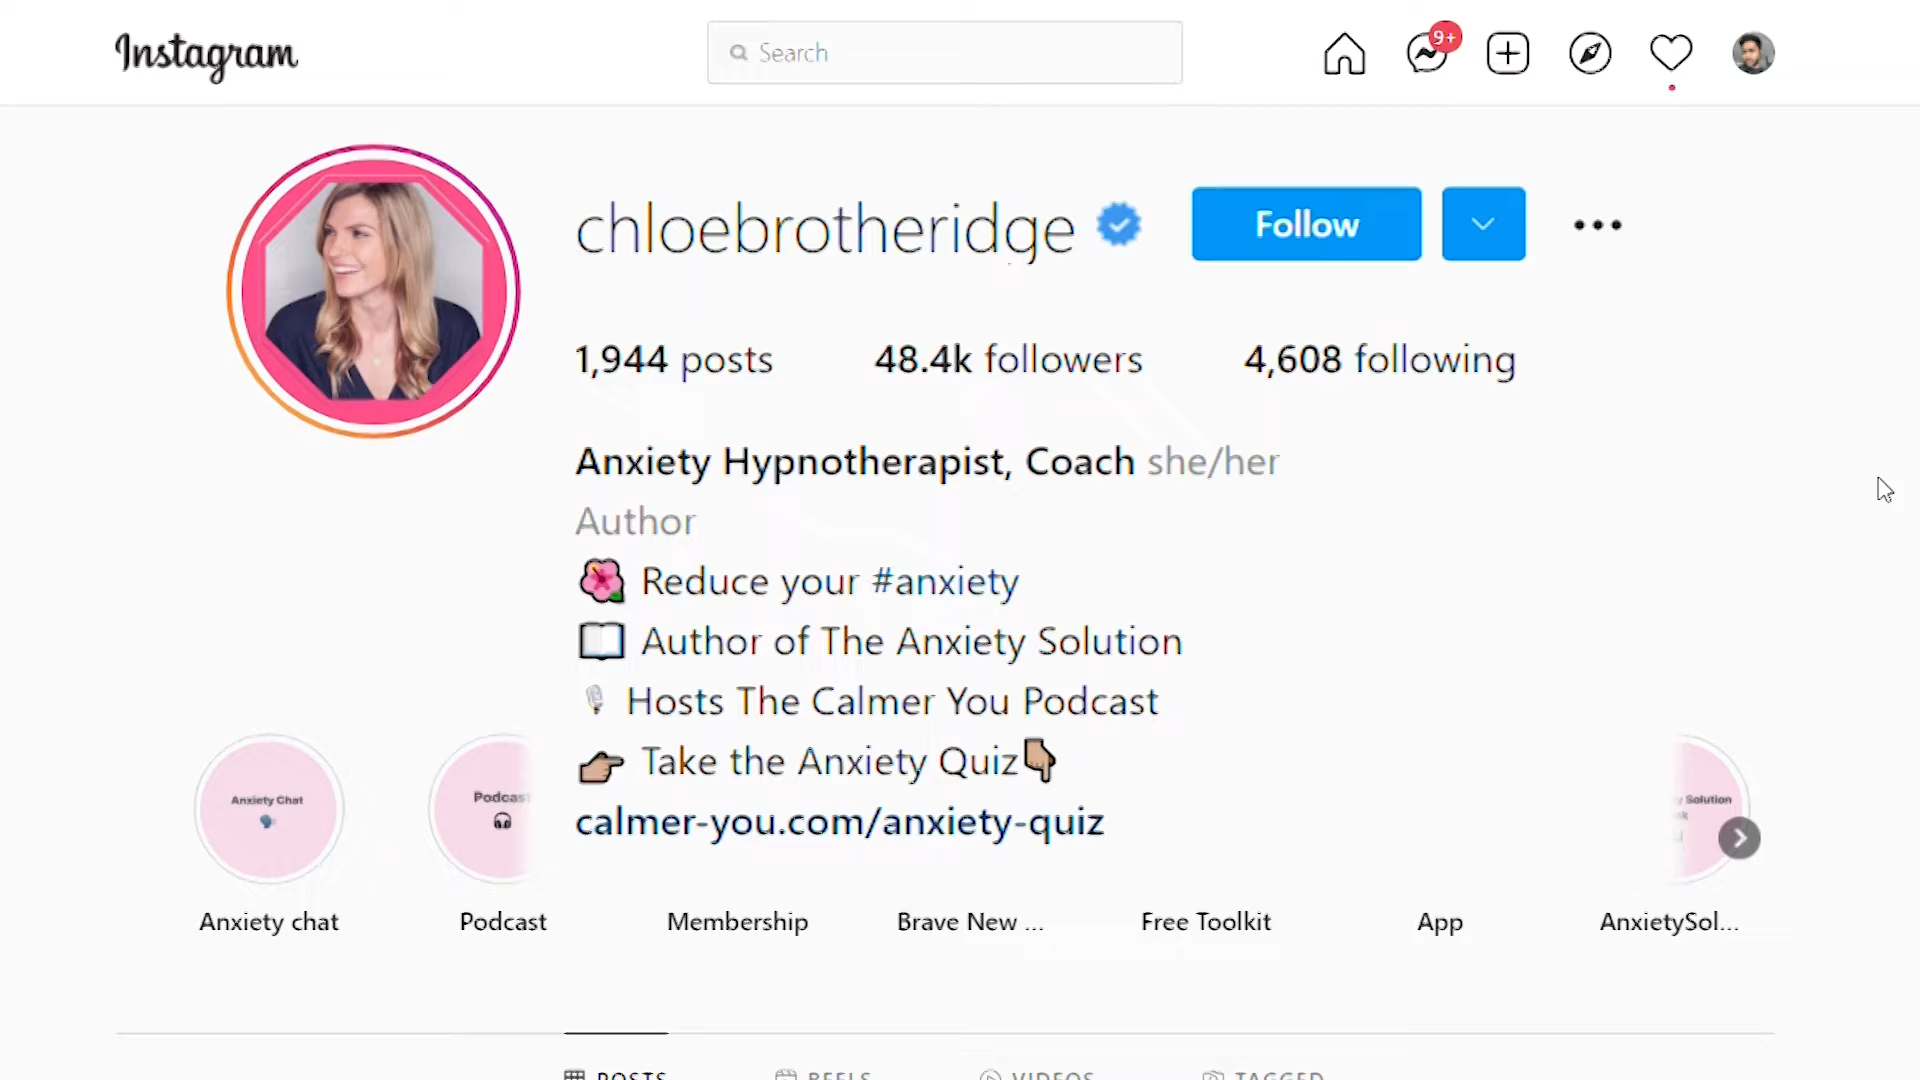 Instagram
Search
9+
chloebrotheridge
Follow
1,944 posts 48.4k followers 4,608 following
Anxiety Hypnotherapist, Coach she/her
Author
Reduce your #anxiety
Author of The Anxiety Solution
Hosts The Calmer You Podcast
Take the Anxiety Quiz
calmer-you.com/anxiety-quiz
Anxiety Chat
Podcast
Solution
Anxiety chat
Podcast
Membership
Brave New ...
Free Toolkit
App
AnxietySol...
POSTS
REELS
VIDEOS
TAGGED